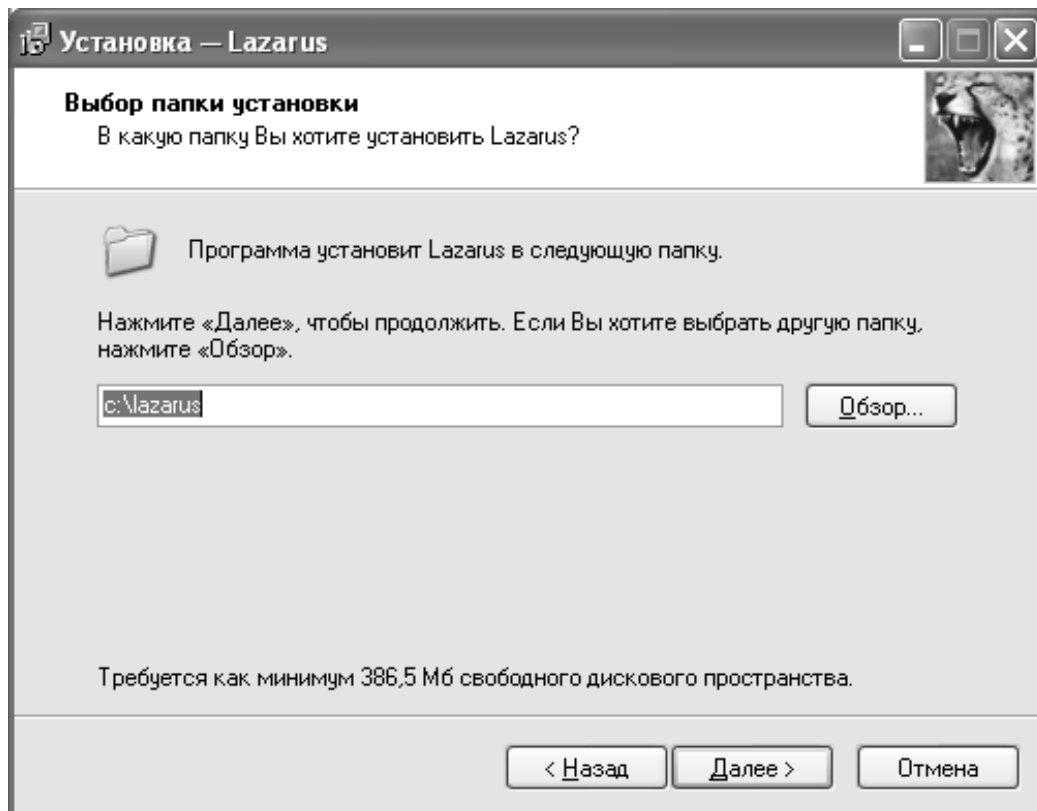 Установка — Lazarus
Выбор папки установки
В какую папку Вы хотите установить Lazarus?
Программа установит Lazarus в следующую папку.
Нажмите «Далее», чтобы продолжить. Если Вы хотите выбрать другую папку,
нажмите «Обзор».
c:\lazarus
Обзор...
Требуется как минимум 386,5 Мб свободного дискового пространства.
< Назад
Далее >
Отмена